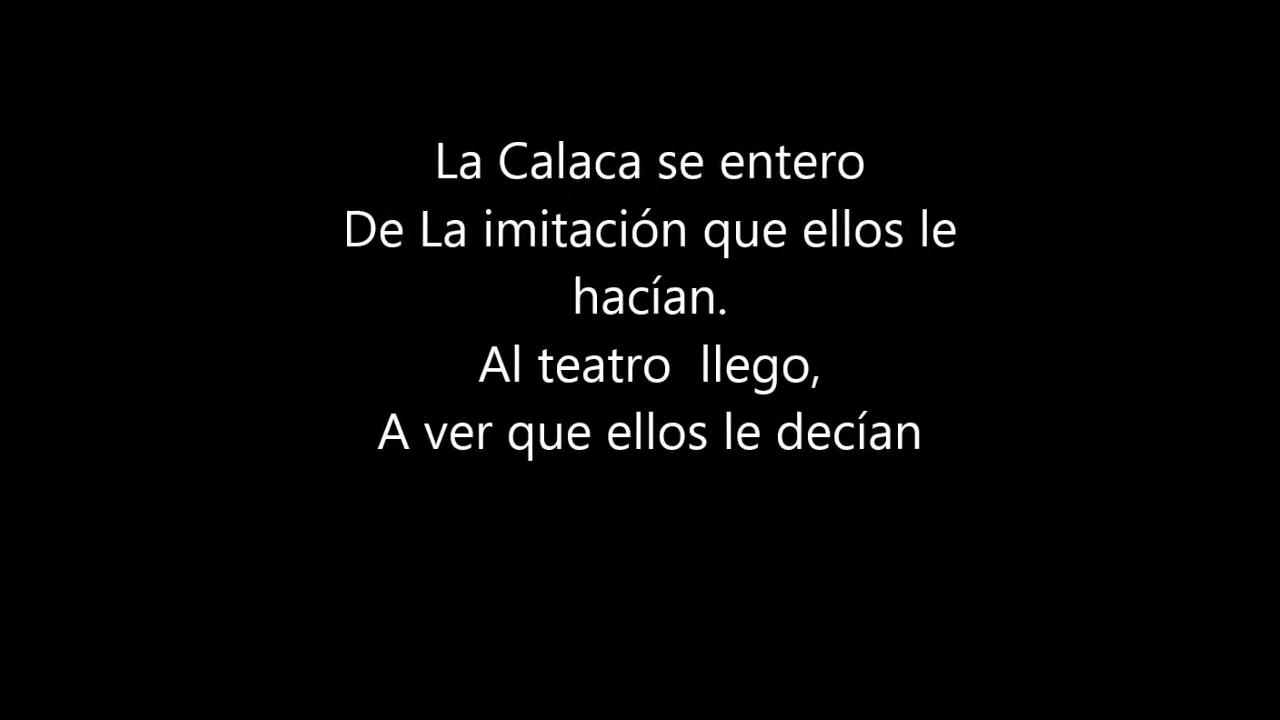 La Calaca se entero
De La imitación que ellos le
hacían.
Al teatro  llego,
A ver que ellos le decían